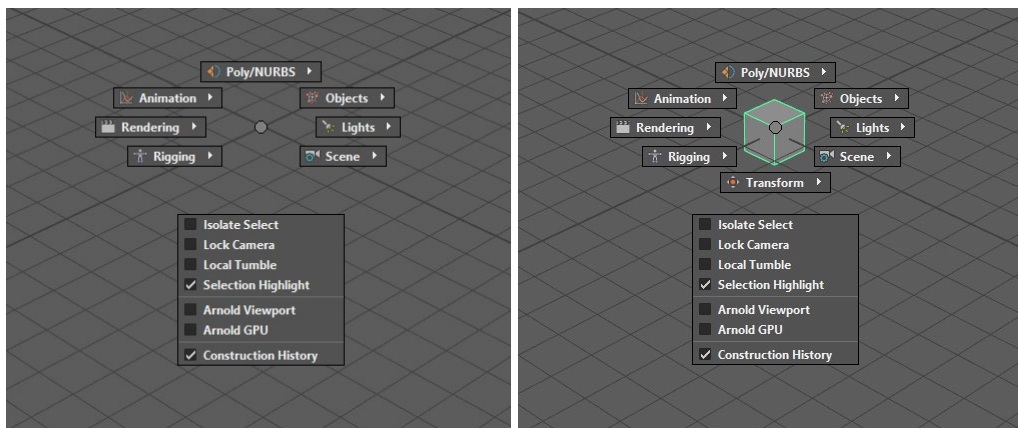 Poly/NURBS
Animation
Objects
Rendering
Lights
Rigging
Scene
Isolate Select
Lock Camera
Local Tumble
Selection Highlight
Arnold Viewport
Arnold GPU
Construction History
Poly/NURBS
Animation
Objects
Rendering
Lights
Rigging
Scene
Transform
Isolate Select
Lock Camera
Local Tumble
Selection Highlight
Arnold Viewport
Arnold GPU
Construction History